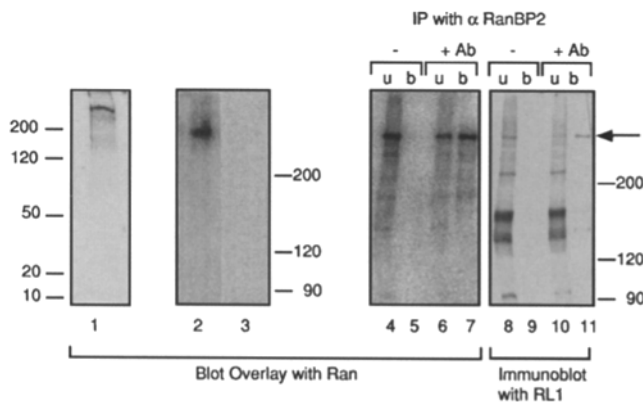 IP with α RanBP2
- + Ab - + Ab
u b u b u b u b
200
120
50
20
10
200
120
90
200
120
90
1 2 3 4 5 6 7 8 9 10 11
Blot Overlay with Ran
Immunoblot
with RL1